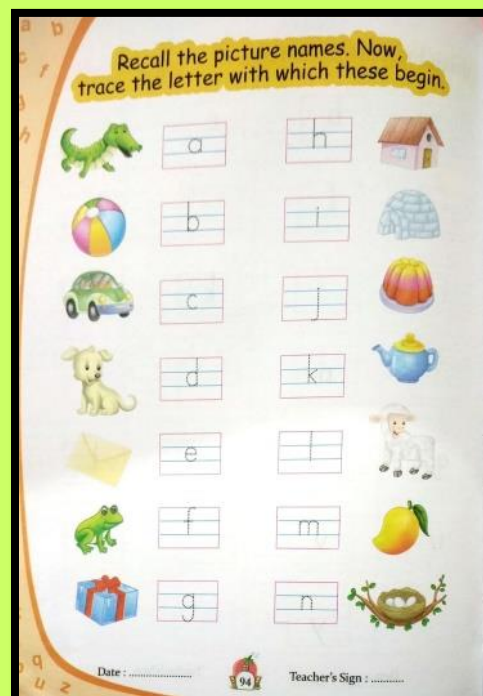 a b
Recall the picture names. Now,
trace the letter with which these begin.
a h
b i
c j
d k
e l
f m
g n
Date : ......................
94
Teacher's Sign : ...........
q
u z